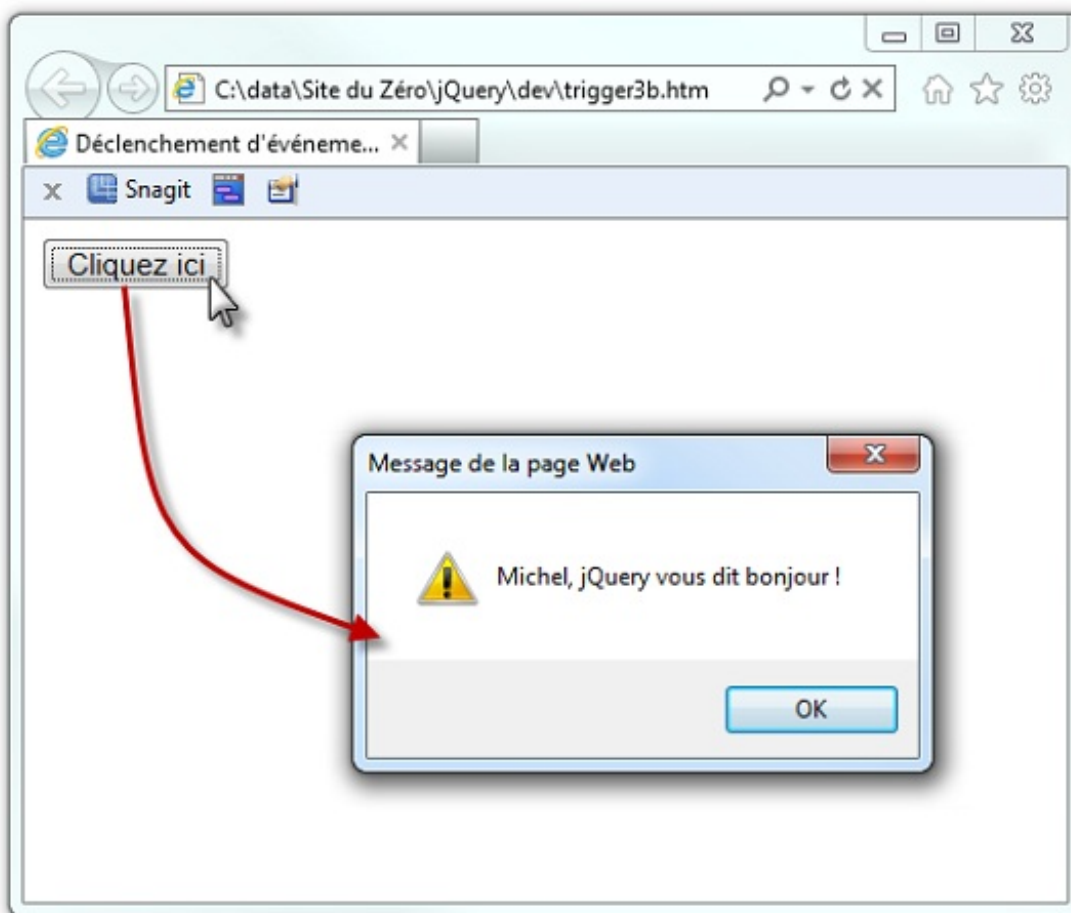 C:\data\Site du Zéro\jQuery\dev\trigger3b.htm
Déclenchement d'événeme...
Snagit
Cliquez ici
Message de la page Web
Michel, jQuery vous dit bonjour !
OK